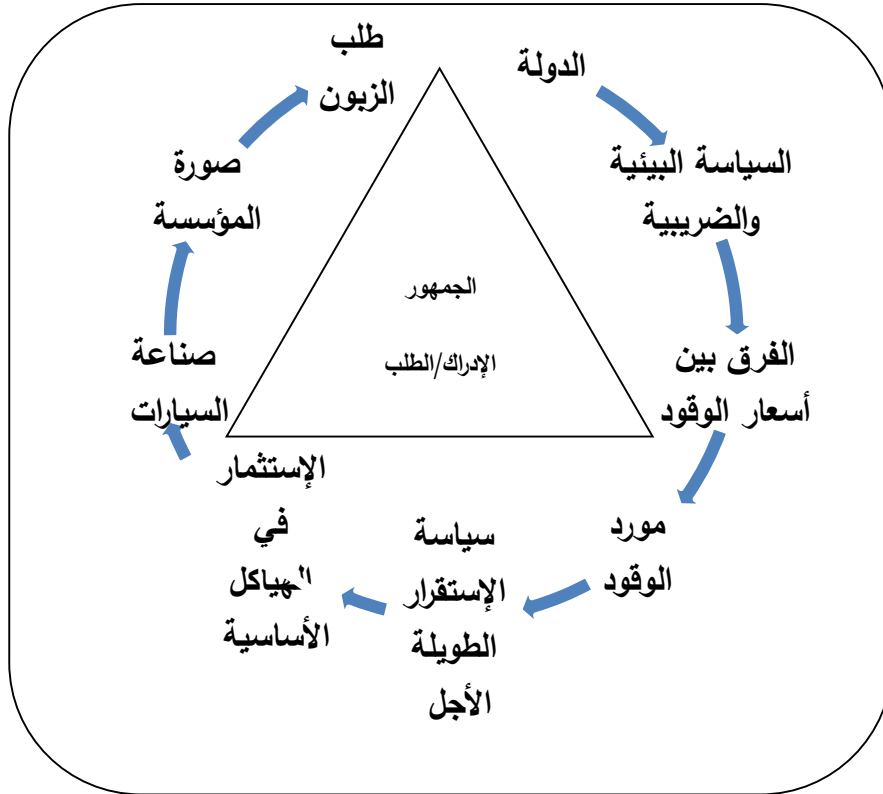 طلب
الزبون
الدولة
السياسة البيئية
والضريبية
الفرق بين
أسعار الوقود
مورد
الوقود
سياسة
الإستقرار
الطويلة
الأجل
الإستثمار
في
الهياكل
الأساسية
صناعة
السيارات
صورة
المؤسسة
الجمهور
الإدراك/الطلب